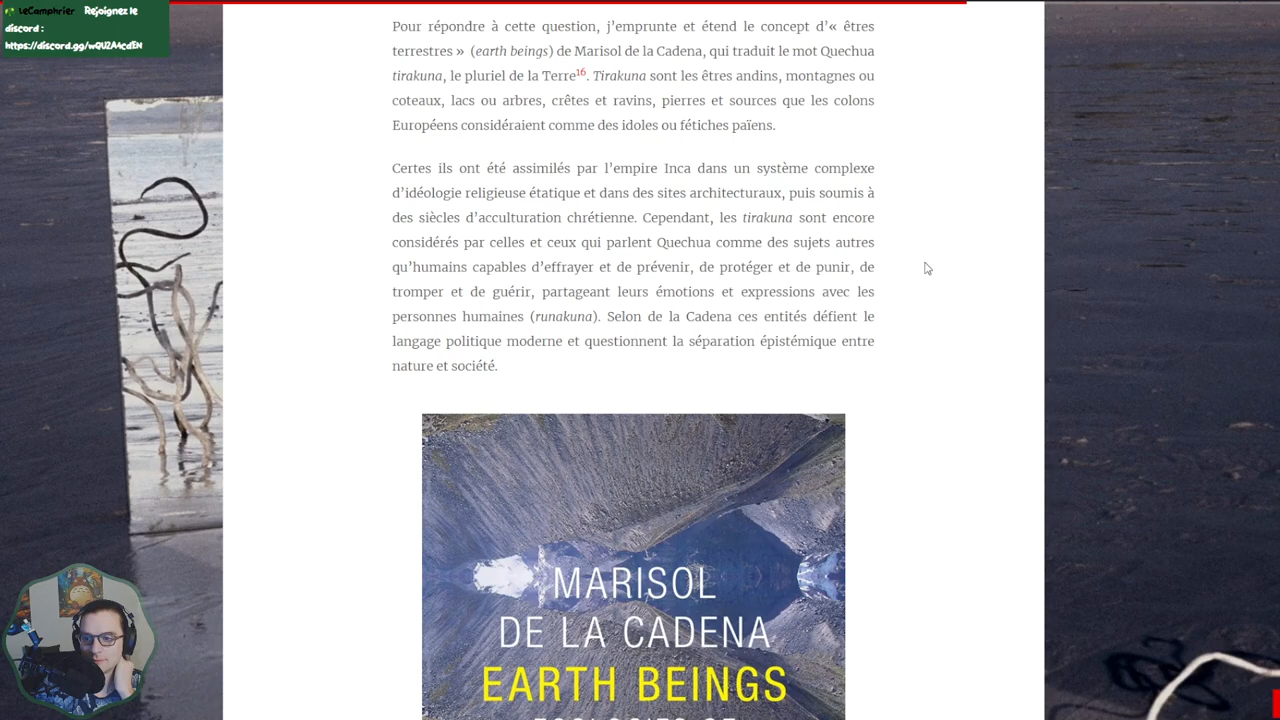 LeCamphrier Rejoignez le
discord :
https://discord.gg/wQU2A4cdEN
Pour répondre à cette question, j’emprunte et étend le concept d’« êtres
terrestres » (earth beings) de Marisol de la Cadena, qui traduit le mot Quechua
tirakuna, le pluriel de la Terre16. Tirakuna sont les êtres andins, montagnes ou
coteaux, lacs ou arbres, crêtes et ravins, pierres et sources que les colons
Européens considéraient comme des idoles ou fétiches païens.
Certes ils ont été assimilés par l’empire Inca dans un système complexe
d’idéologie religieuse étatique et dans des sites architecturaux, puis soumis à
des siècles d’acculturation chrétienne. Cependant, les tirakuna sont encore
considérés par celles et ceux qui parlent Quechua comme des sujets autres
qu’humains capables d’effrayer et de prévenir, de protéger et de punir, de
tromper et de guérir, partageant leurs émotions et expressions avec les
personnes humaines (runakuna). Selon de la Cadena ces entités défient le
langage politique moderne et questionnent la séparation épistémique entre
nature et société.
MARISOL
DE LA CADENA
EARTH BEINGS